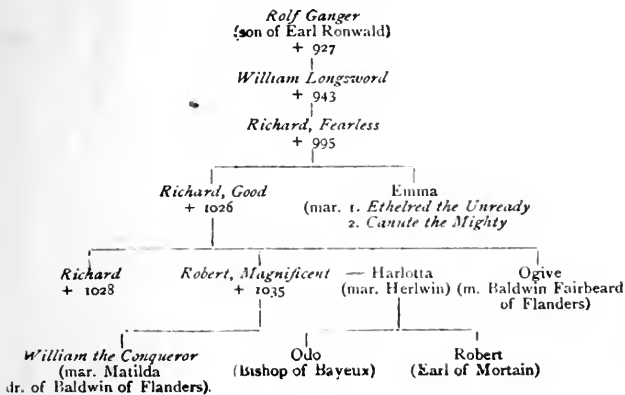 Rolf Ganger
(son of Earl Ronwald)
+ 927
William Longsword
+ 943
Richard, Fearless
+ 995
Richard, Good
+ 1026
Emma
(mar. 1. Ethelred the Unready
2. Canute the Mighty
Richard
+ 1028
Robert, Magnificent
+ 1035
— Harlotta
(mar. Herlwin)
Ogive
(m. Baldwin Fairbeard
of Flanders)
William the Conqueror
(mar. Matilda
dr. of Baldwin of Flanders).
Odo
(Bishop of Bayeux)
Robert
(Earl of Mortain)